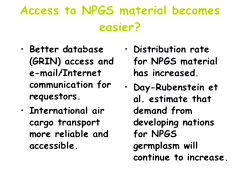 Access to NPGS material becomes
easier?
• Better database
(GRIN) access and
e-mail/Internet
communication for
requestors.
• International air
cargo transport
more reliable and
accessible.
• Distribution rate
for NPGS material
has increased.
• Day-Rubenstein et
al. estimate that
demand from
developing nations
for NPGS
germplasm will
continue to increase.